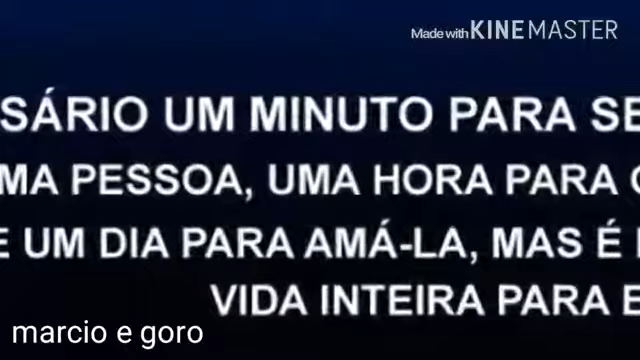 Made with KINEMASTER
SÁRIO UM MINUTO PARA SE
MA PESSOA, UMA HORA PARA
E UM DIA PARA AMÁ-LA, MAS É
VIDA INTEIRA PARA E
marcio e goro